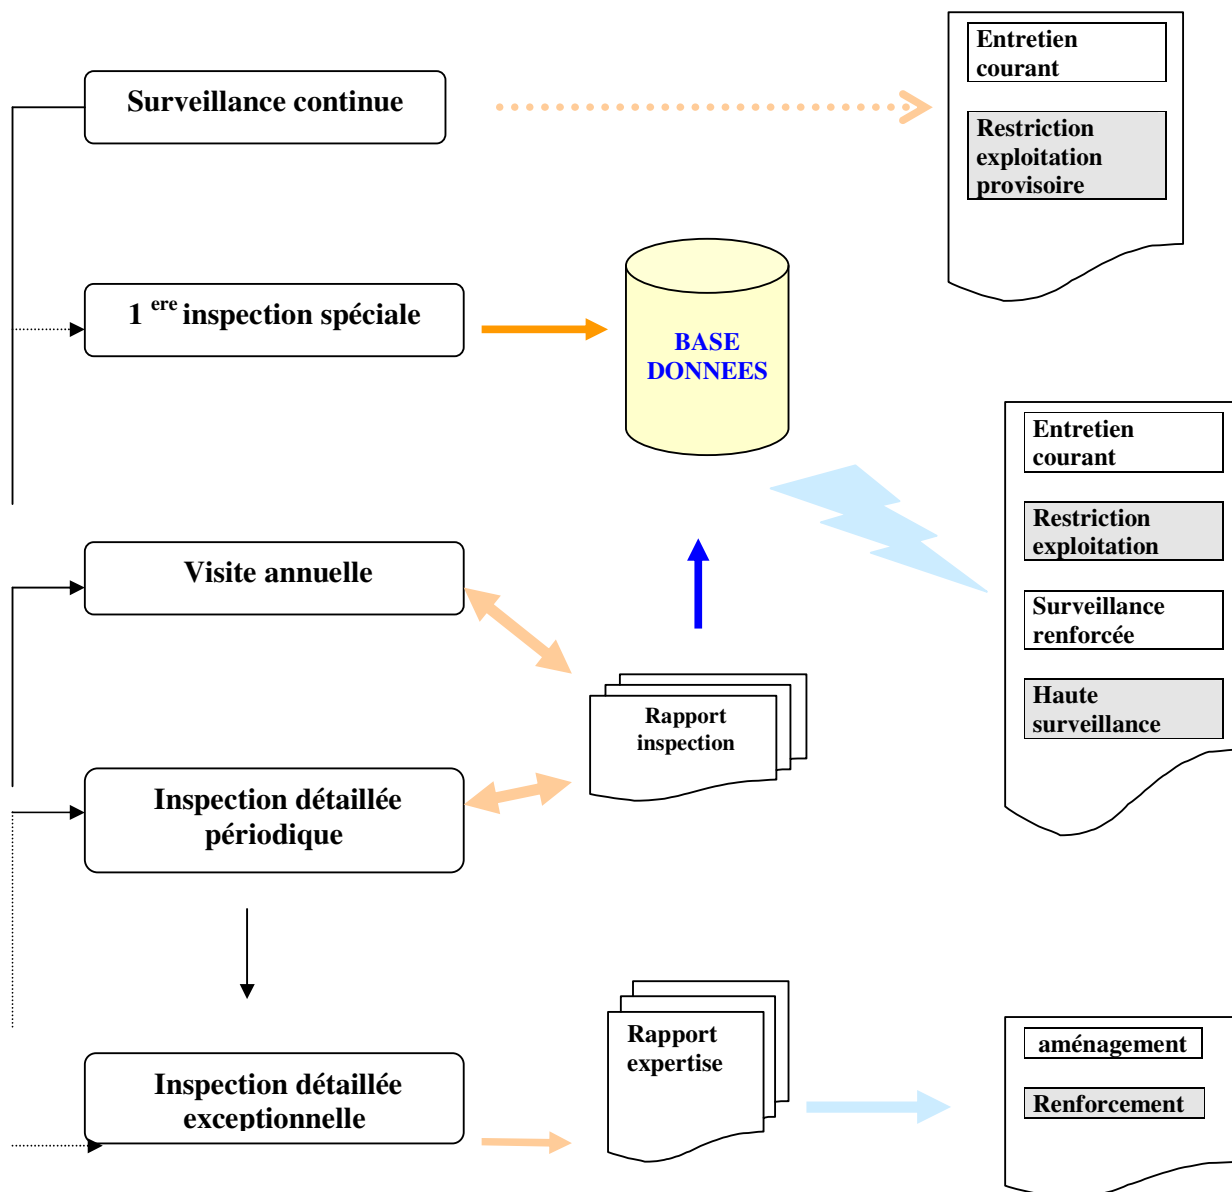 Entretien
courant
Surveillance continue
Restriction
exploitation
provisoire
1 ere inspection spéciale
BASE
DONNEES
Entretien
courant
Restriction
exploitation
Visite annuelle
Surveillance
renforcée
Haute
surveillance
Rapport
inspection
Inspection détaillée
périodique
Rapport
expertise
aménagement
Renforcement
Inspection détaillée
exceptionnelle